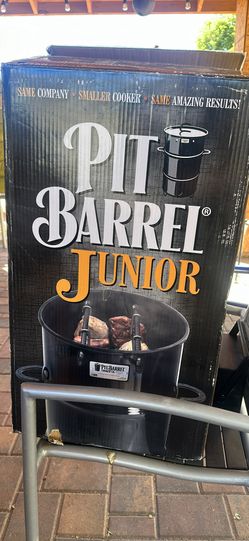 SAME COMPANY • SMALLER COOKER • SAME AMAZING RESULTS!
PIT
BARREL®
JUNIOR
PIT BARREL